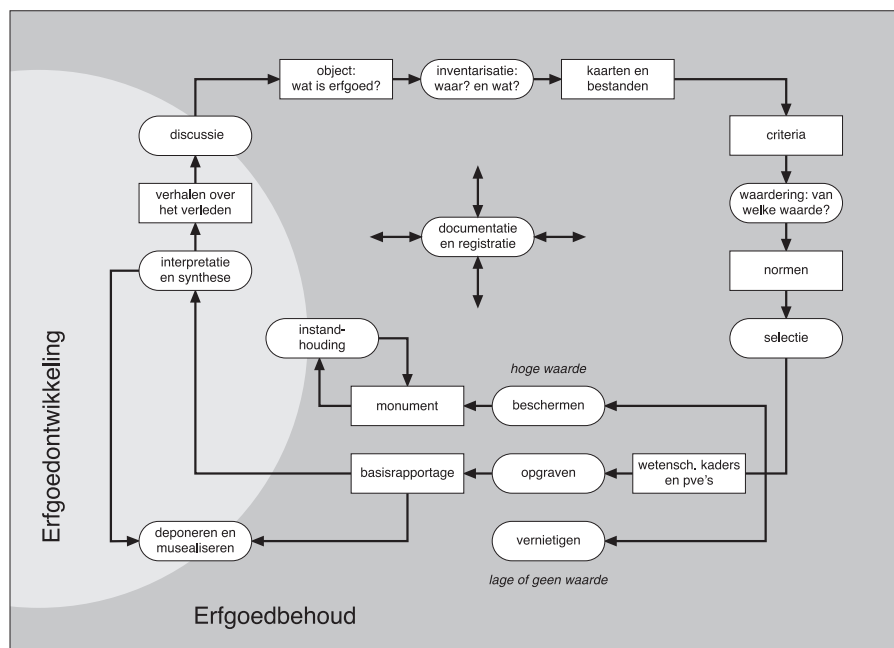 object:
wat is erfgoed?
inventarisatie:
waar? en wat?
kaarten en
bestanden
discussie
criteria
verhalen over
het verleden
waardering: van
welke waarde?
documentatie
en registratie
interpretatie
en synthese
normen
instand-
houding
selectie
hoge waarde
monument
beschermen
basisrapportage
opgraven
wetensch. kaders
en pve's
deponeren en
musealiseren
vernietigen
lage of geen waarde
Erfgoedontwikkeling
Erfgoedbehoud